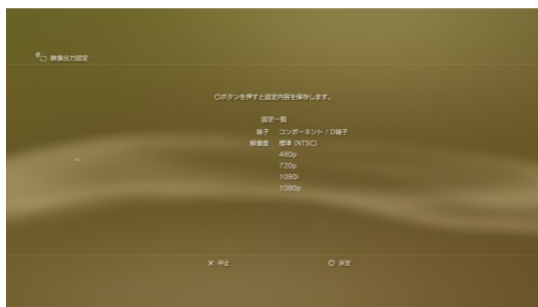 映像出力設定
○ボタンを押すと設定内容を保存します。
設定一覧
端子 コンポーネント / D端子
解像度 標準 (NTSC)
480p
720p
1080i
1080p
✕ 中止 ○ 決定